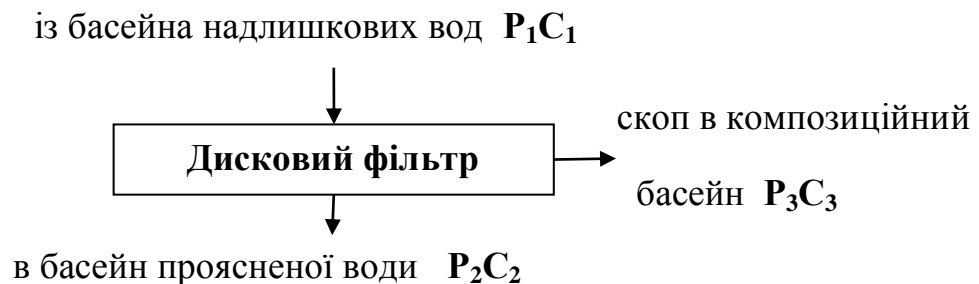 із басейна надлишкових вод P₁C₁
скоп в композиційний
Дисковий фільтр
басейн P₃C₃
в басейн проясненої води P₂C₂